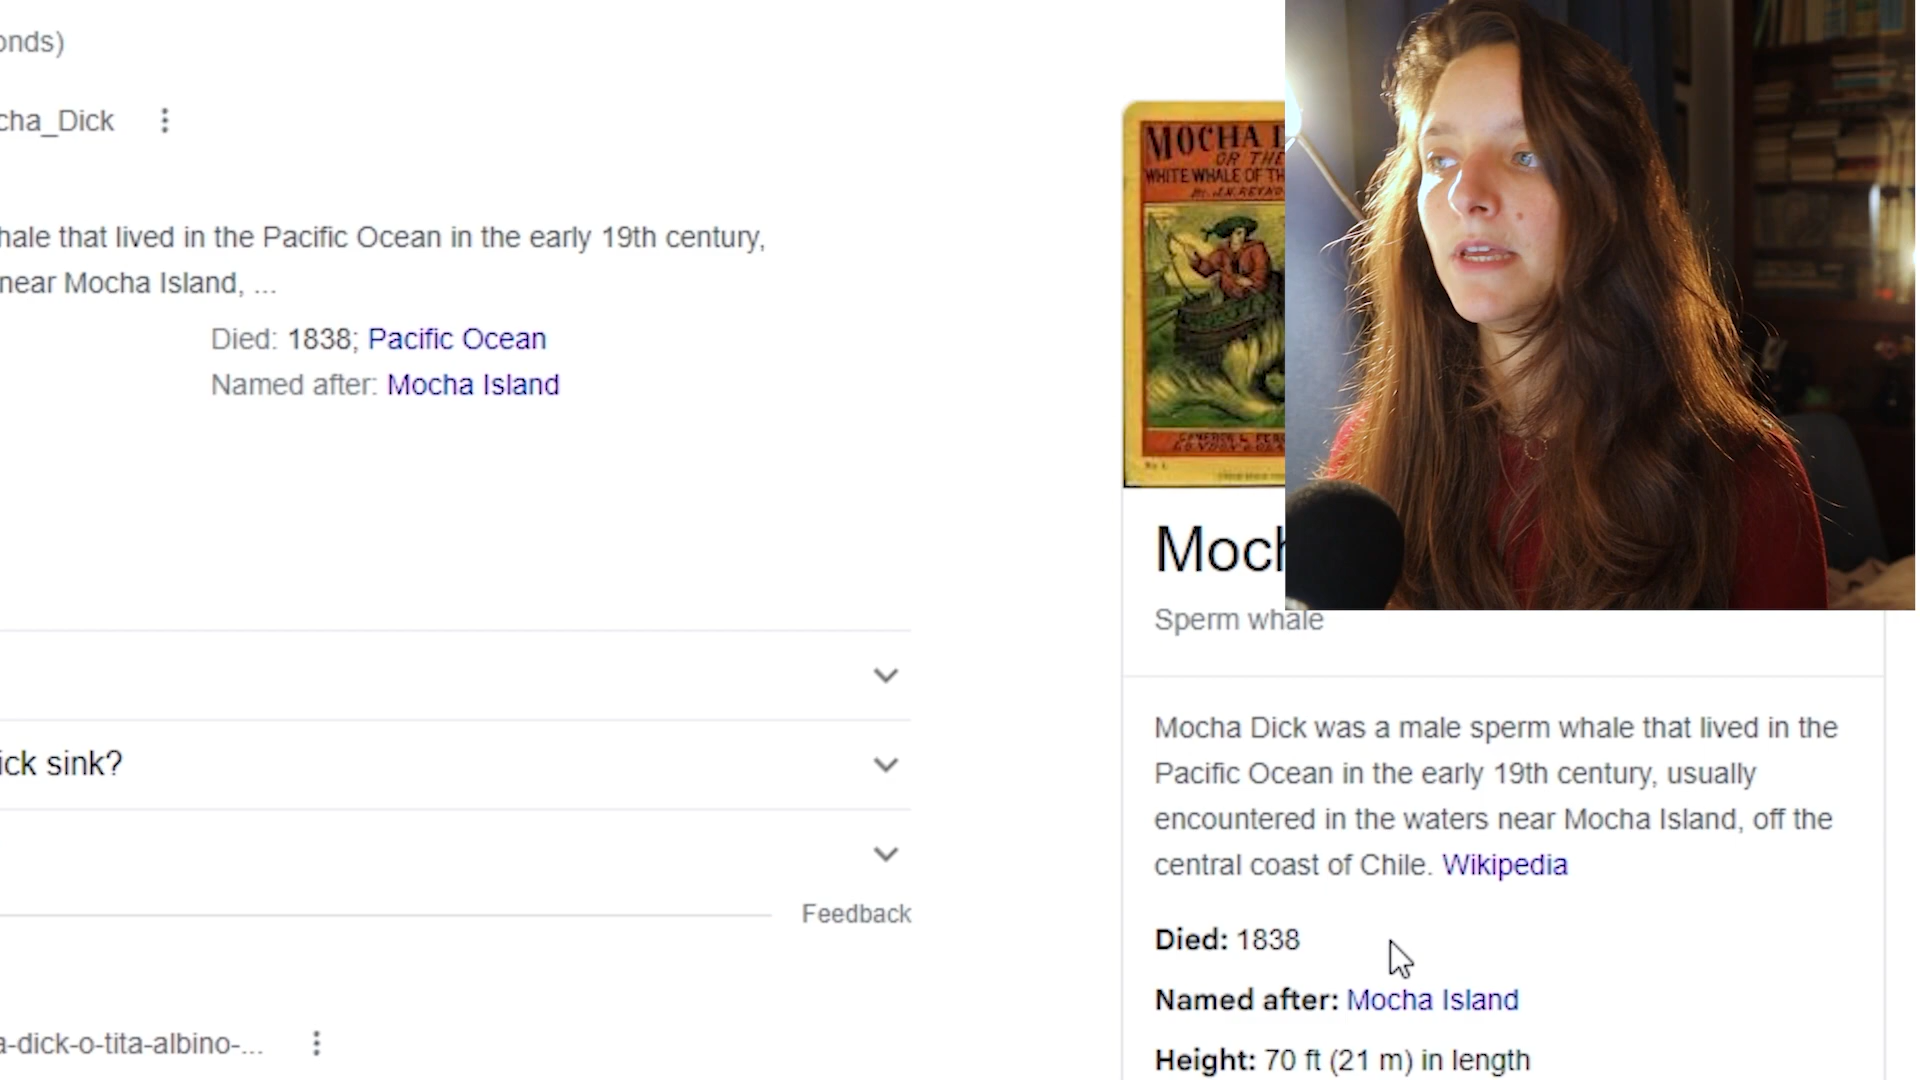 onds)
cha_Dick
hale that lived in the Pacific Ocean in the early 19th century,
near Mocha Island, ...
Died: 1838; Pacific Ocean
Named after: Mocha Island
ick sink?
Feedback
a-dick-o-tita-albino-...
MOCHA D
OR THE
WHITE WHALE OF TH
BY J.N. REYNO
Moch
Sperm whale
Mocha Dick was a male sperm whale that lived in the
Pacific Ocean in the early 19th century, usually
encountered in the waters near Mocha Island, off the
central coast of Chile. Wikipedia
Died: 1838
Named after: Mocha Island
Height: 70 ft (21 m) in length